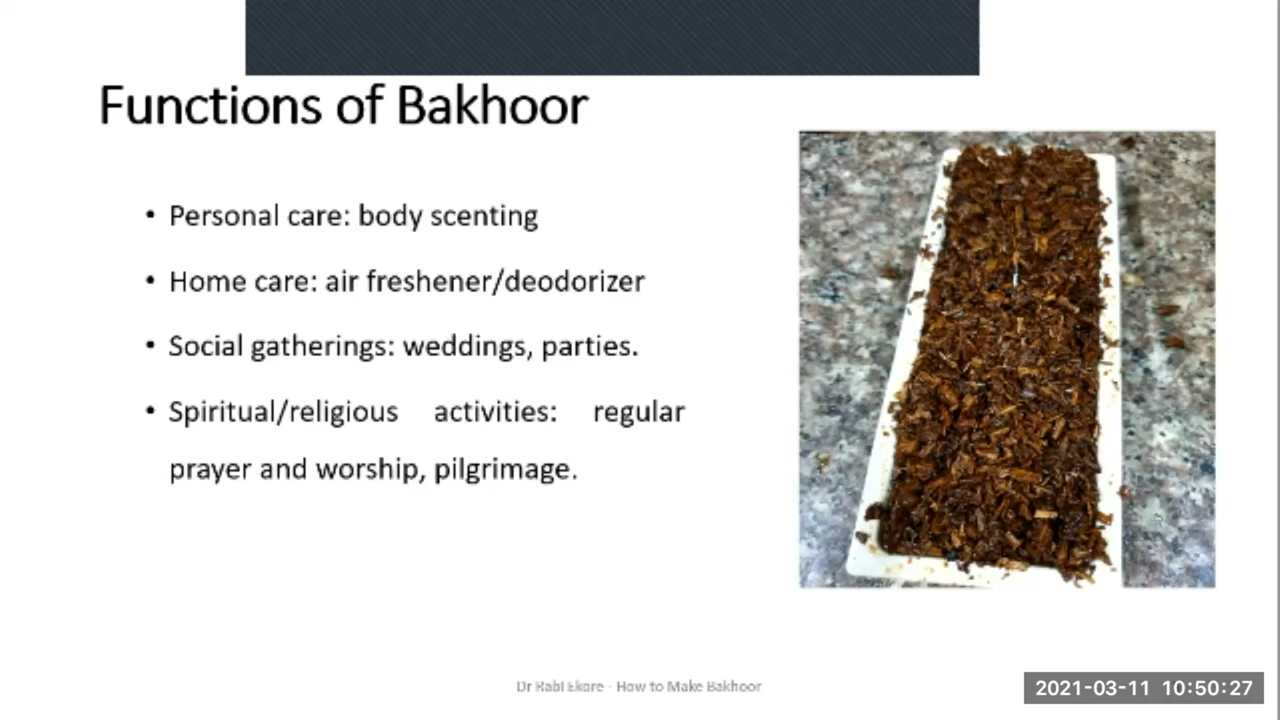 Functions of Bakhoor
• Personal care: body scenting
• Home care: air freshener/deodorizer
• Social gatherings: weddings, parties.
• Spiritual/religious activities: regular
prayer and worship, pilgrimage.
Dr Rabi Ekore - How to Make Bakhoor
2021-03-11 10:50:27